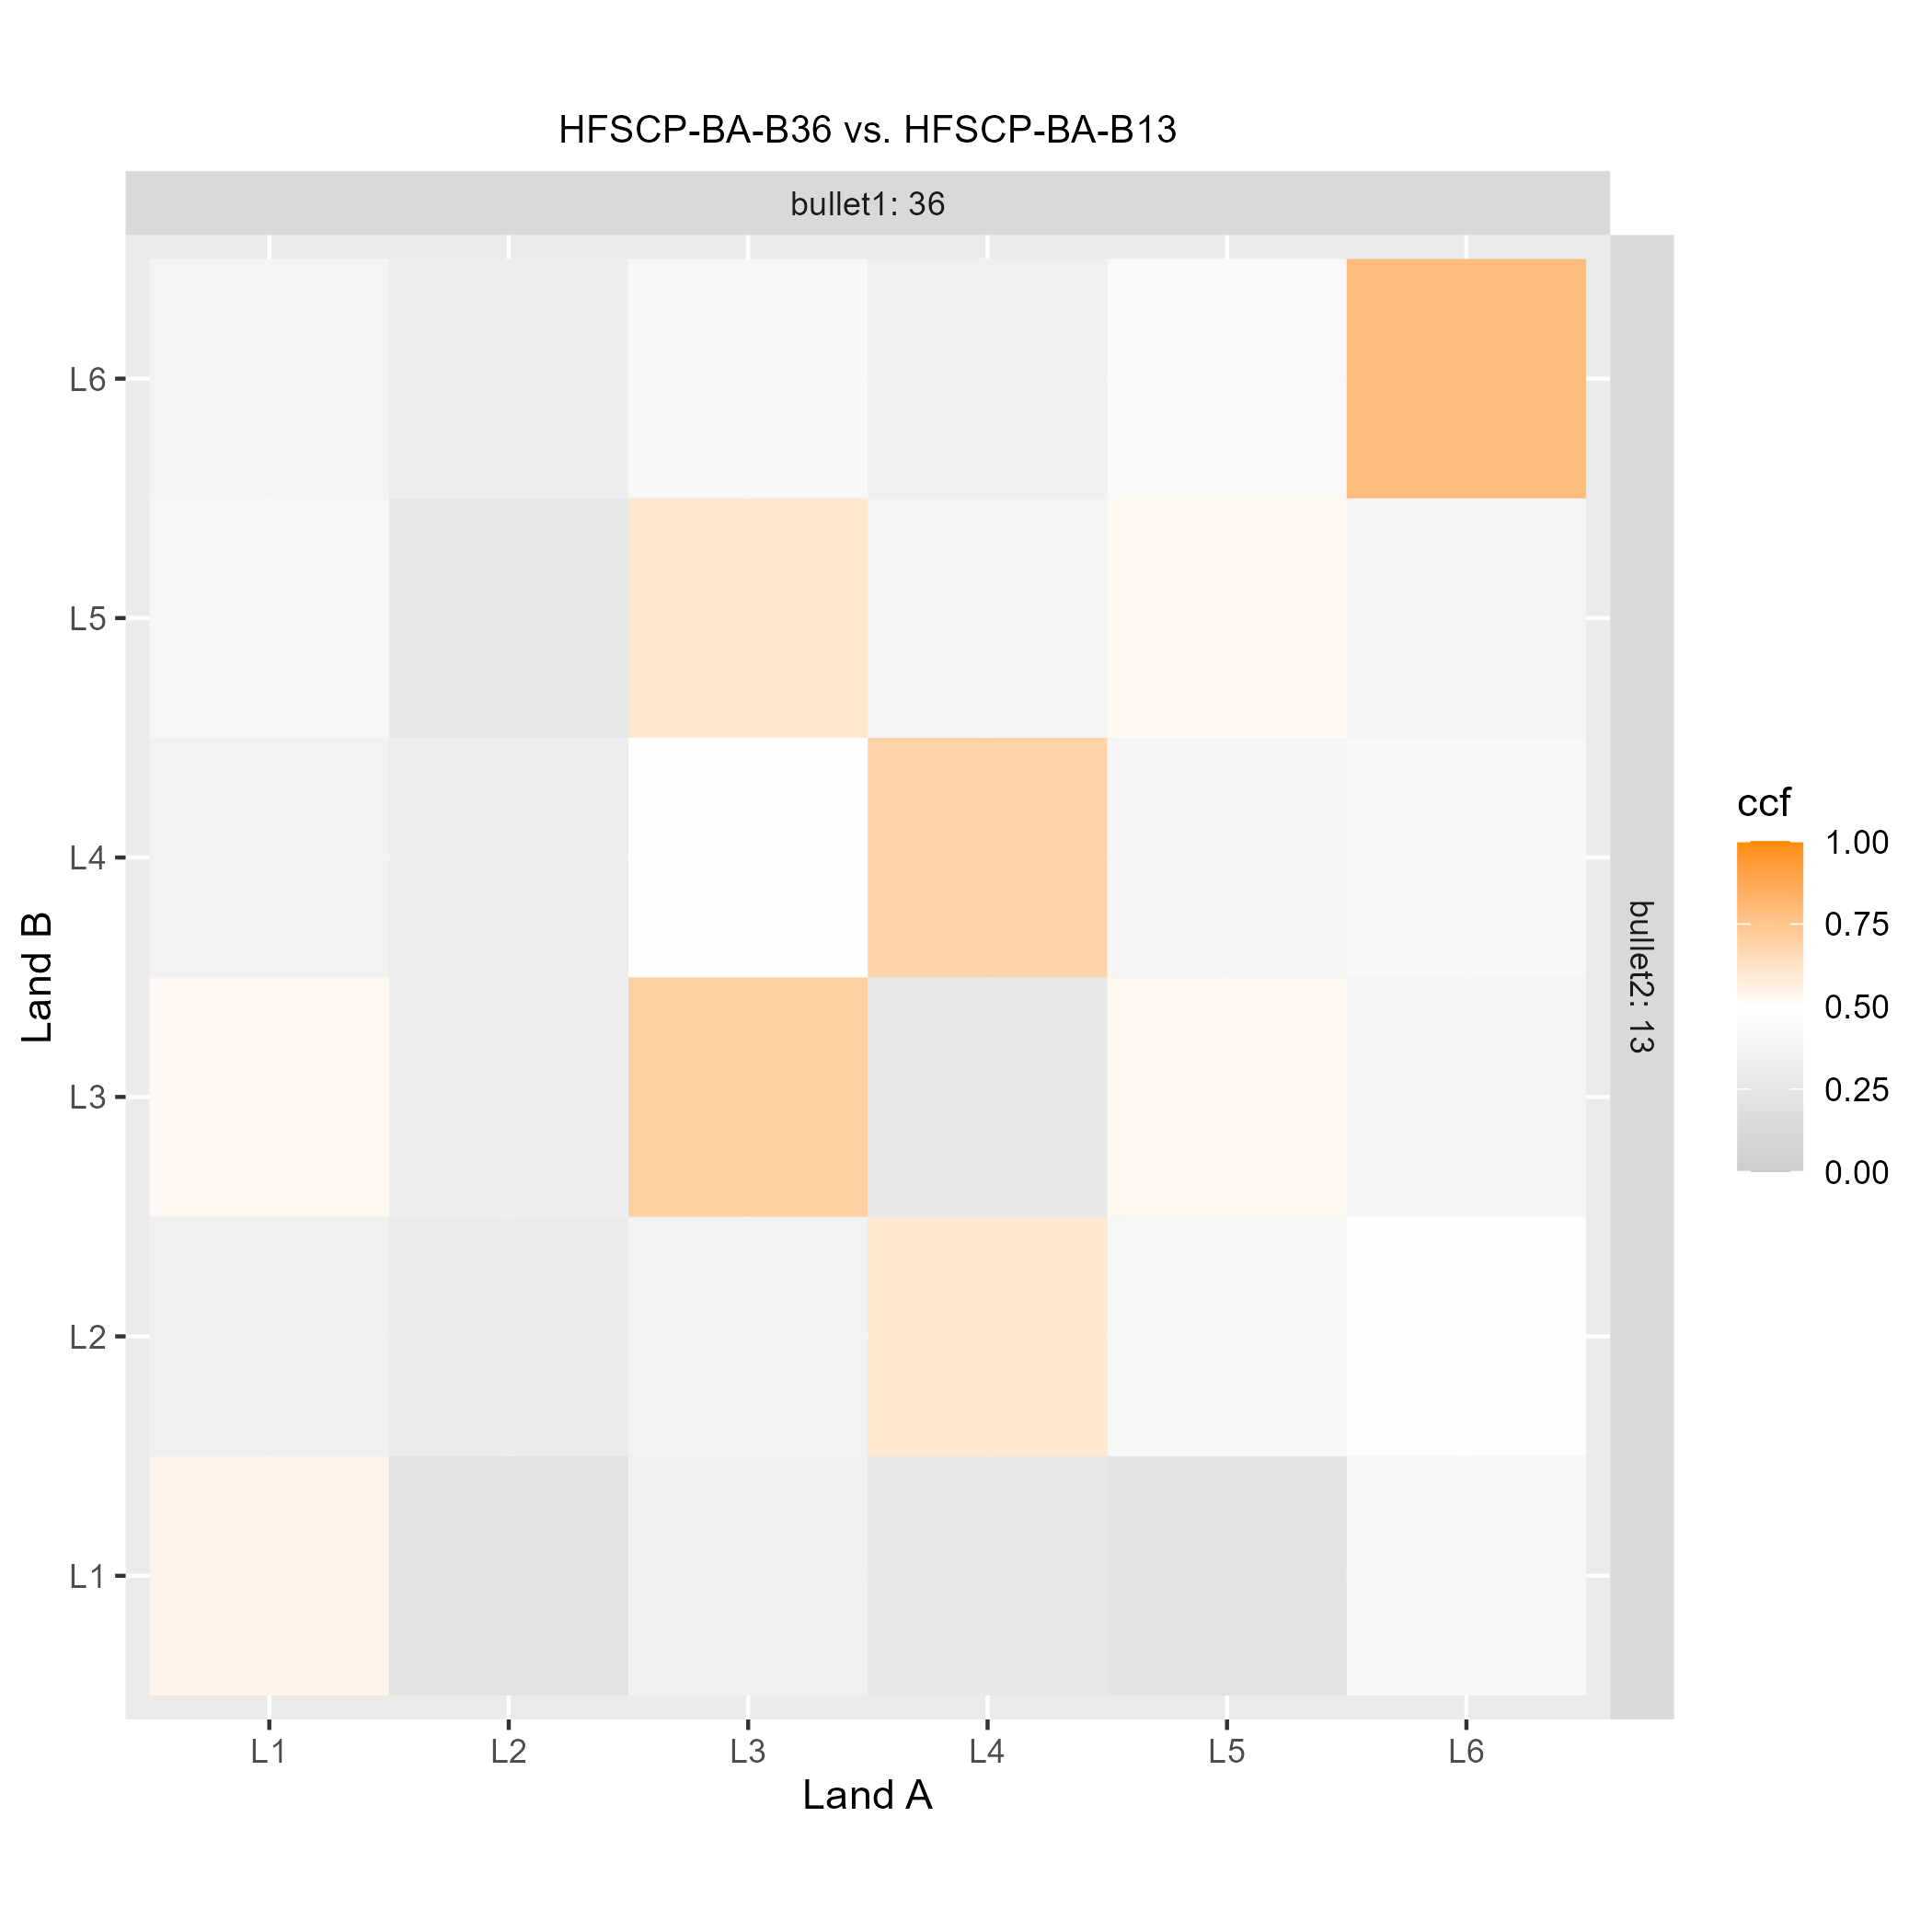 HFSCP-BA-B36 vs. HFSCP-BA-B13
bullet1: 36
L6
L5
L4
L3
L2
L1
Land B
bullet2: 13
L1 L2 L3 L4 L5 L6
Land A
ccf
1.00
0.75
0.50
0.25
0.00